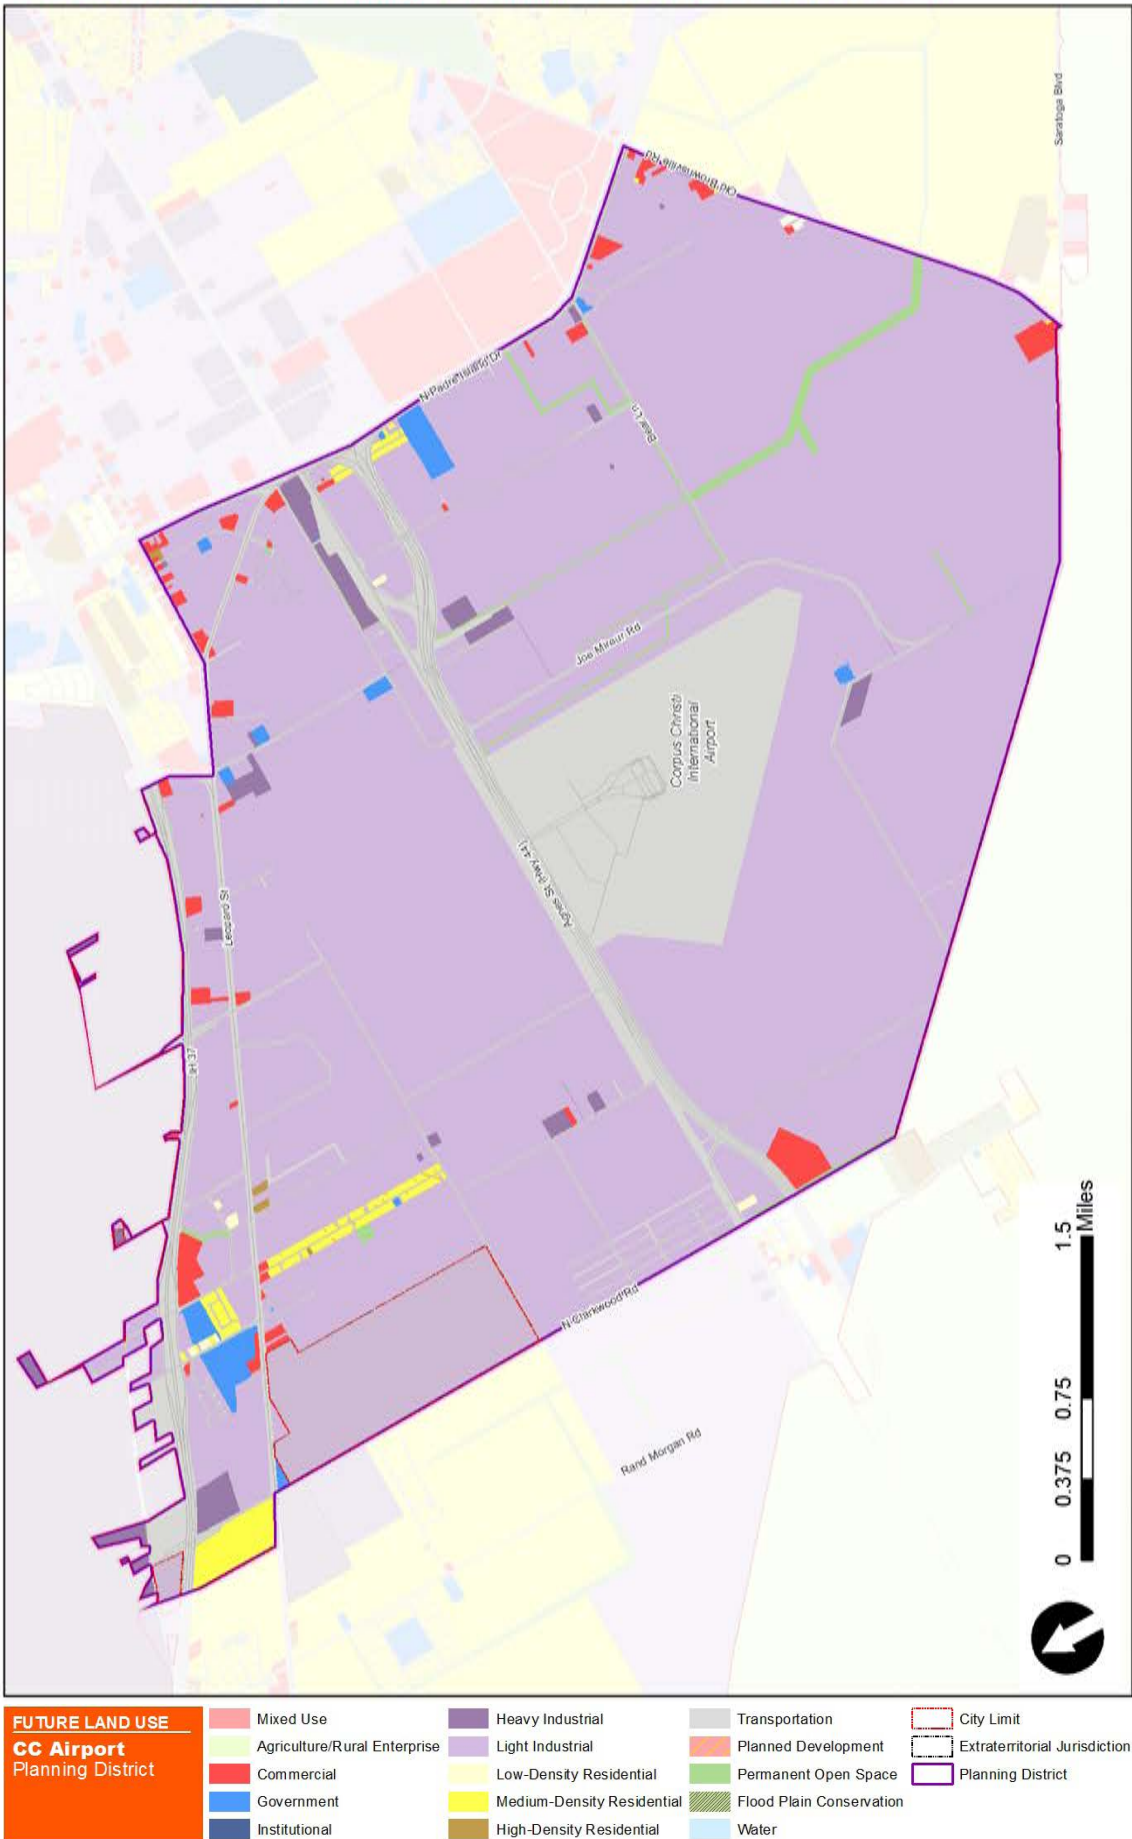 Saratoga Blvd
Old Brownsville Rd
N Padre Island Dr
Bear Ln
Joe Mireur Rd
Corpus Christi
International
Airport
Agnes St (Hwy 44)
Leopard St
IH 37
N Clarkwood Rd
Rand Morgan Rd
0 0.375 0.75 1.5
Miles
FUTURE LAND USE
CC Airport
Planning District
Mixed Use
Agriculture/Rural Enterprise
Commercial
Government
Institutional
Heavy Industrial
Light Industrial
Low-Density Residential
Medium-Density Residential
High-Density Residential
Transportation
Planned Development
Permanent Open Space
Flood Plain Conservation
Water
City Limit
Extraterritorial Jurisdiction
Planning District